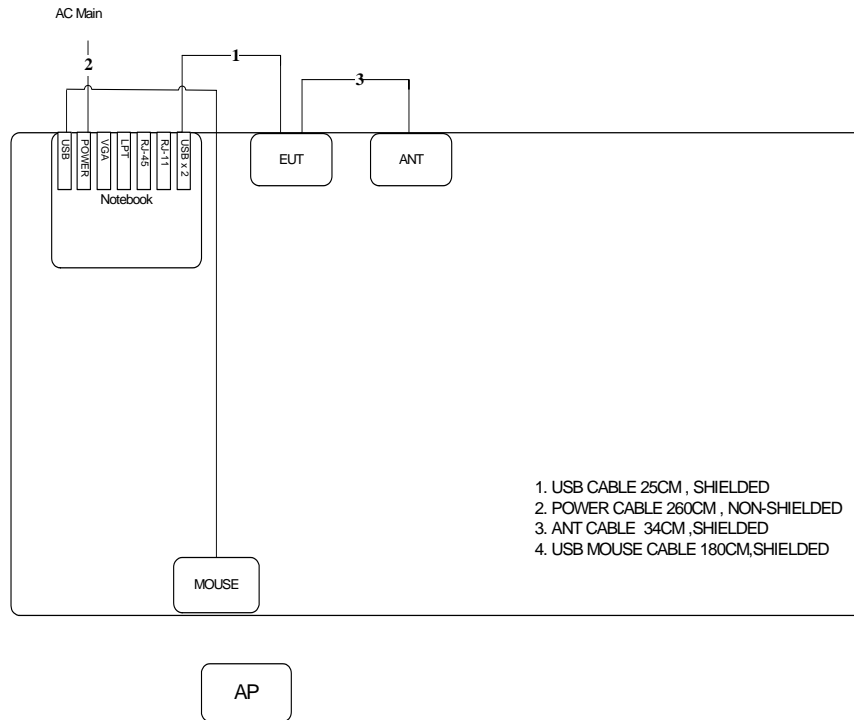 AC Main
1
2
3
USB
POWER
VGA
LPT
RJ-45
RJ-11
USB x 2
EUT
ANT
Notebook
1. USB CABLE 25CM , SHIELDED
2. POWER CABLE 260CM , NON-SHIELDED
3. ANT CABLE 34CM ,SHIELDED
4. USB MOUSE CABLE 180CM,SHIELDED
MOUSE
AP